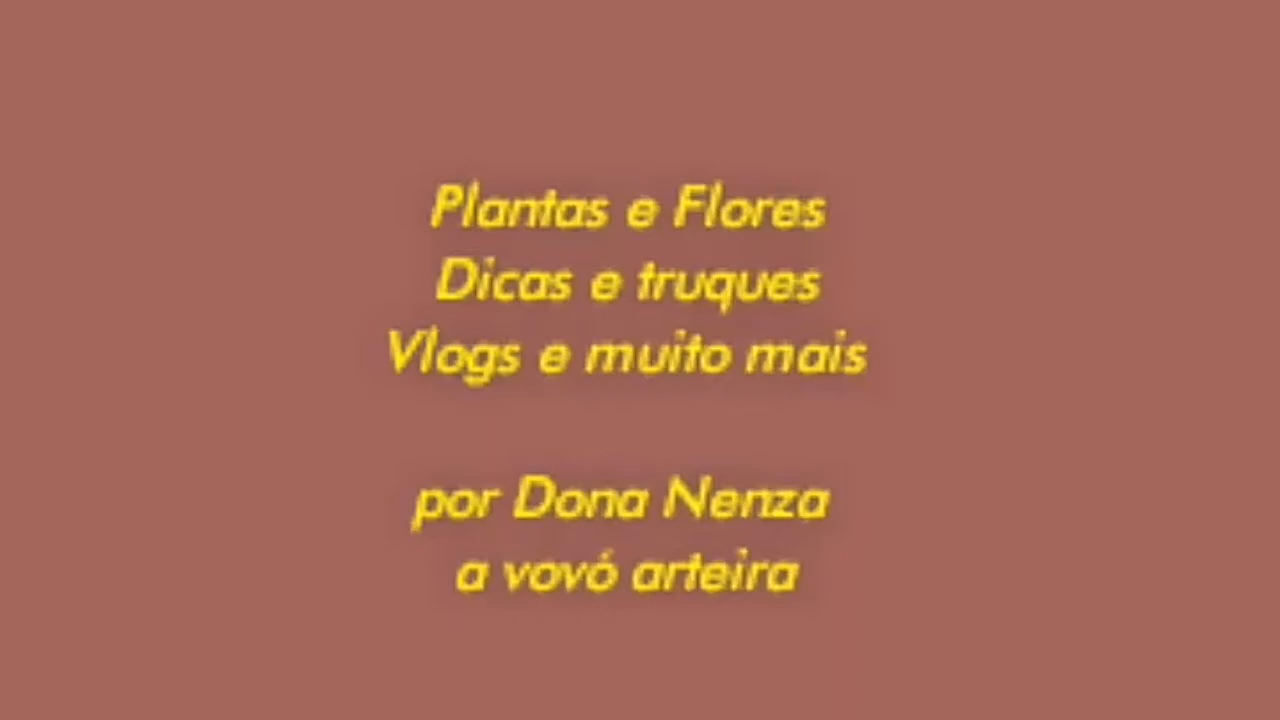 Plantas e Flores
Dicas e truques
Vlogs e muito mais
por Dona Nenza
a vovó arteira